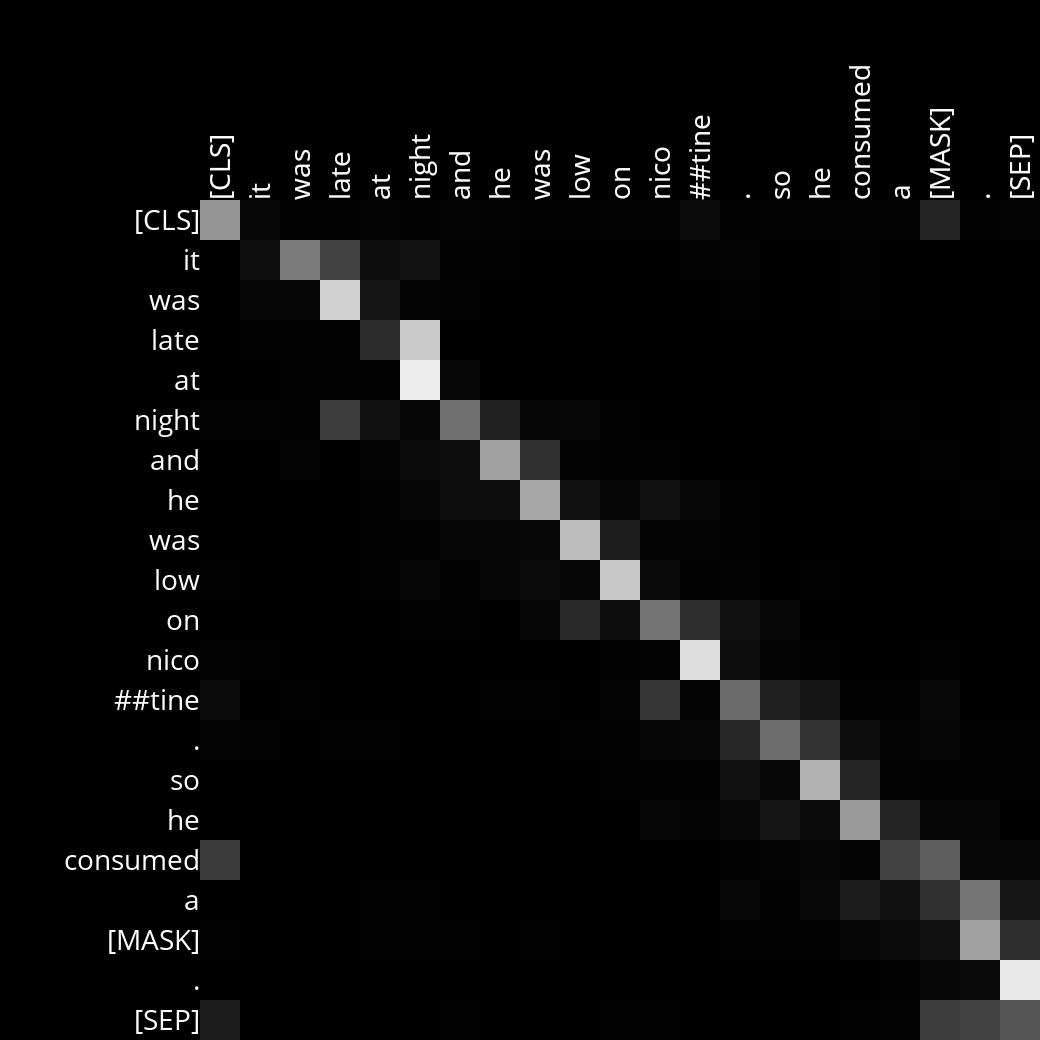 [CLS] it was late at night and he was low on nico ##tine . so he consumed a [MASK] . [SEP]
[CLS]
it
was
late
at
night
and
he
was
low
on
nico
##tine
.
so
he
consumed
a
[MASK]
.
[SEP]